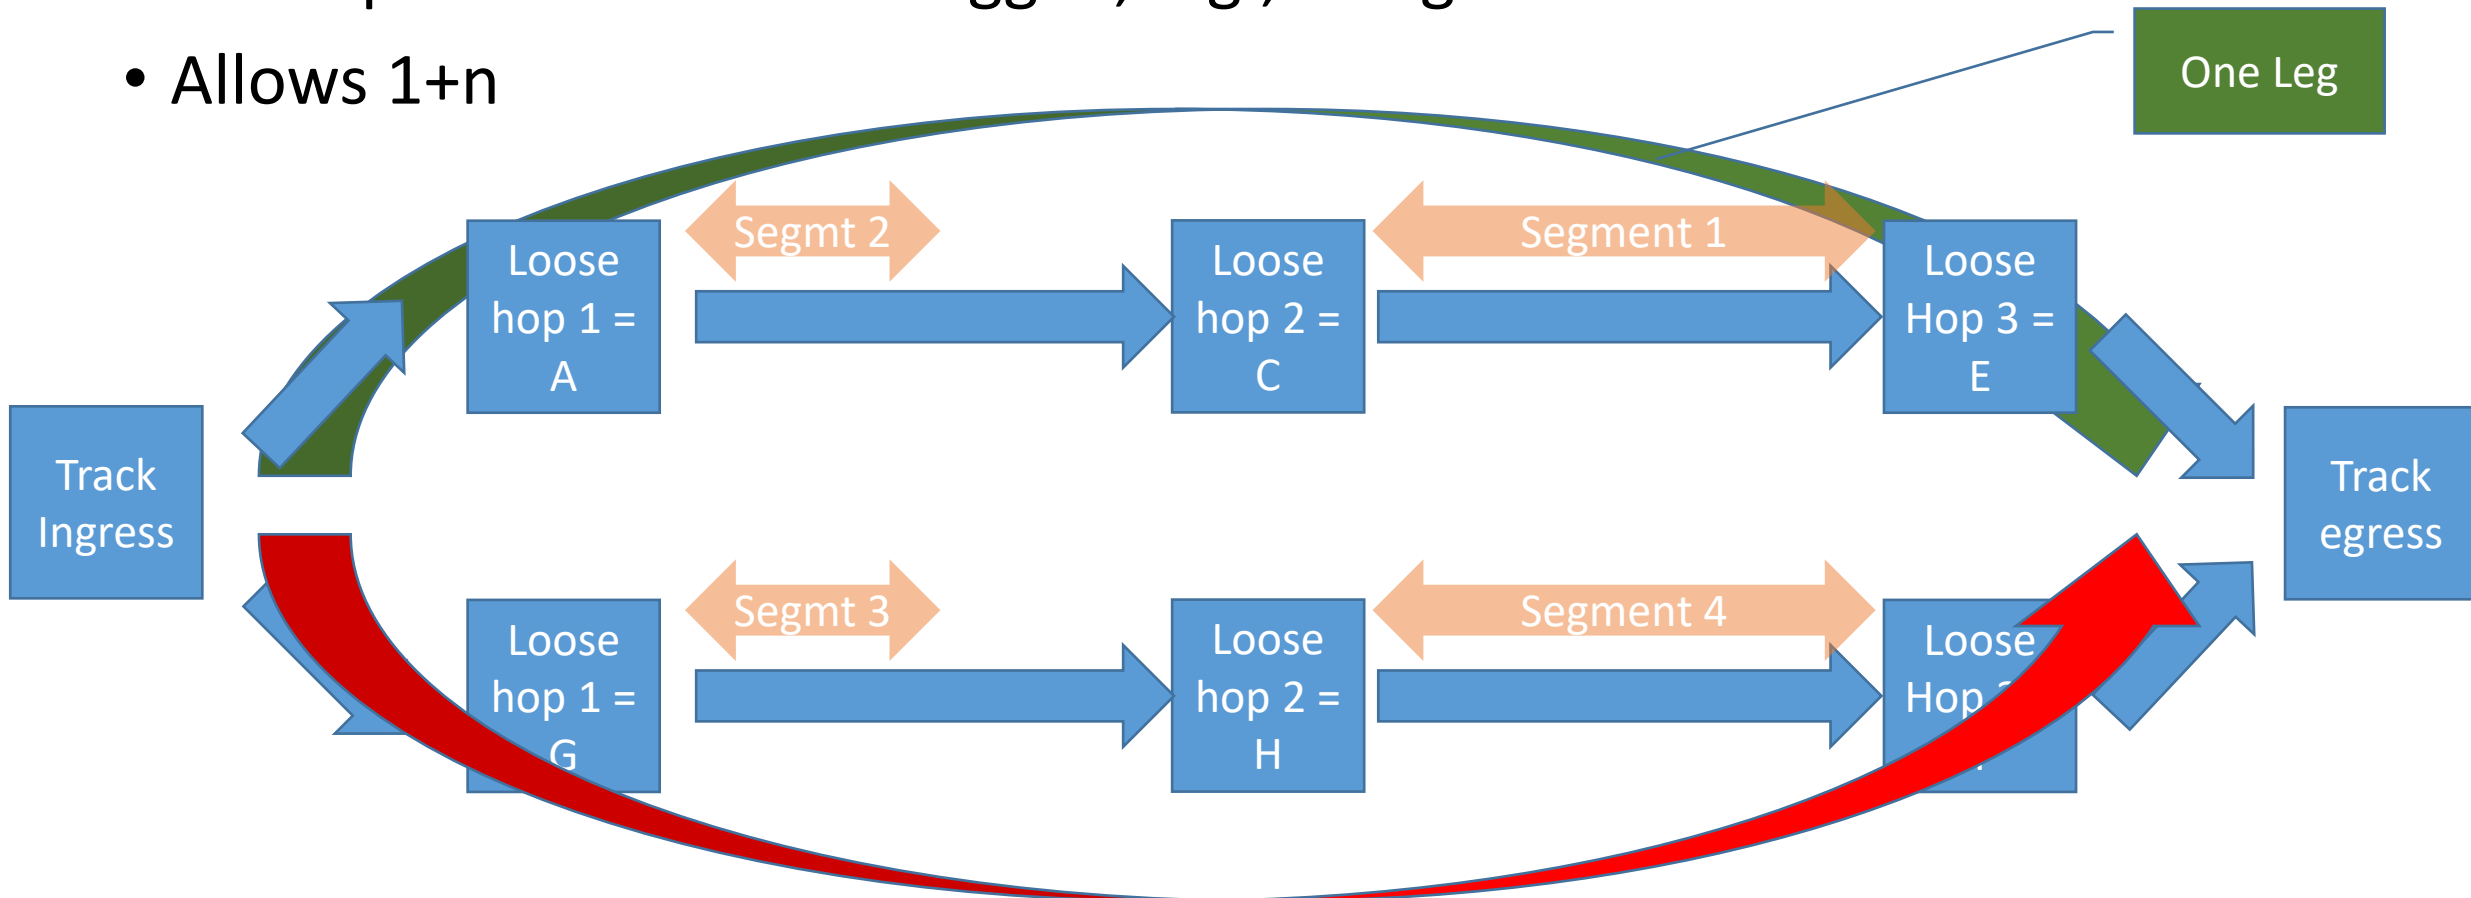 • Allows 1+n
One Leg
Segmt 2
Segment 1
Loose
hop 1 =
A
Loose
hop 2 =
C
Loose
Hop 3 =
E
Track
Ingress
Track
egress
Segmt 3
Segment 4
Loose
hop 1 =
G
Loose
hop 2 =
H
Loose
Hop